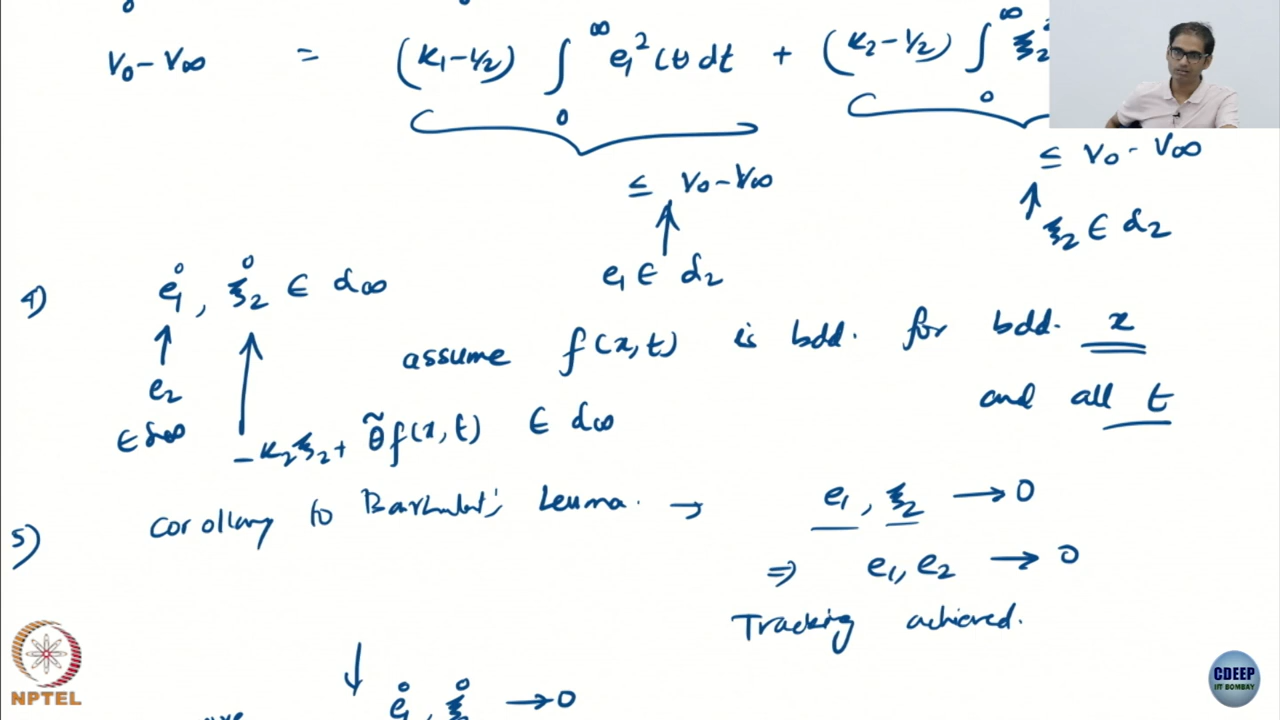 V₀ - V∞ = (K₁-1/2) ∫₀^∞ e₁²(t) dt + (K₂-1/2) ∫₀^∞ ξ₂
≤ V₀ - V∞
≤ V₀ - V∞
e₁ ∈ L₂
ξ₂ ∈ L₂
4) ė₁, ξ̇₂ ∈ L∞
assume f(x,t) is bdd. for bdd. x
and all t
e₂
∈ L∞
-K₂ξ₂ + θ̃f(x,t) ∈ L∞
5) Corollary to Barbalat's Lemma. → e₁, ξ₂ → 0
⇒ e₁, e₂ → 0
Tracking achieved.
↓
ė₁, ξ̇ → 0
NPTEL
CDEEP
IIT BOMBAY